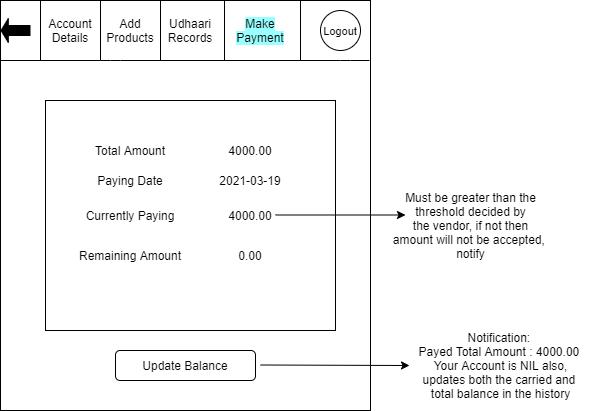 Account Details
Add Products
Udhaari Records
Make Payment
Logout
Total Amount 4000.00
Paying Date 2021-03-19
Currently Paying 4000.00
Remaining Amount 0.00
Must be greater than the
threshold decided by
the vendor, if not then
amount will not be accepted,
notify
Update Balance
Notification:
Payed Total Amount : 4000.00
Your Account is NIL also,
updates both the carried and
total balance in the history